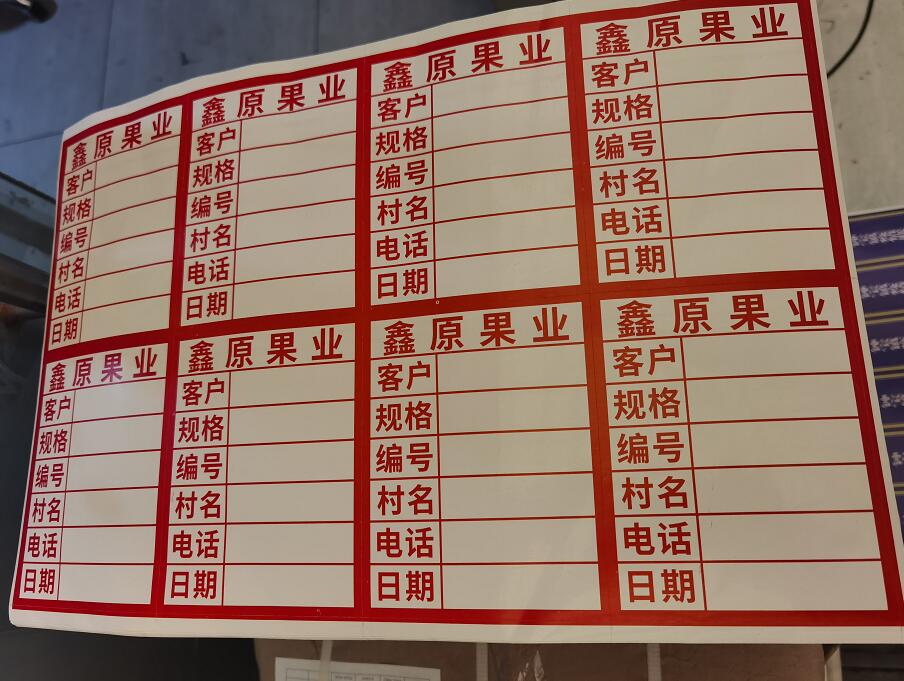 鑫原果业
客户
规格
编号
村名
电话
日期
鑫原果业
客户
规格
编号
村名
电话
日期
鑫原果业
客户
规格
编号
村名
电话
日期
鑫原果业
客户
规格
编号
村名
电话
日期
鑫原果业
客户
规格
编号
村名
电话
日期
鑫原果业
客户
规格
编号
村名
电话
日期
鑫原果业
客户
规格
编号
村名
电话
日期
鑫原果业
客户
规格
编号
村名
电话
日期